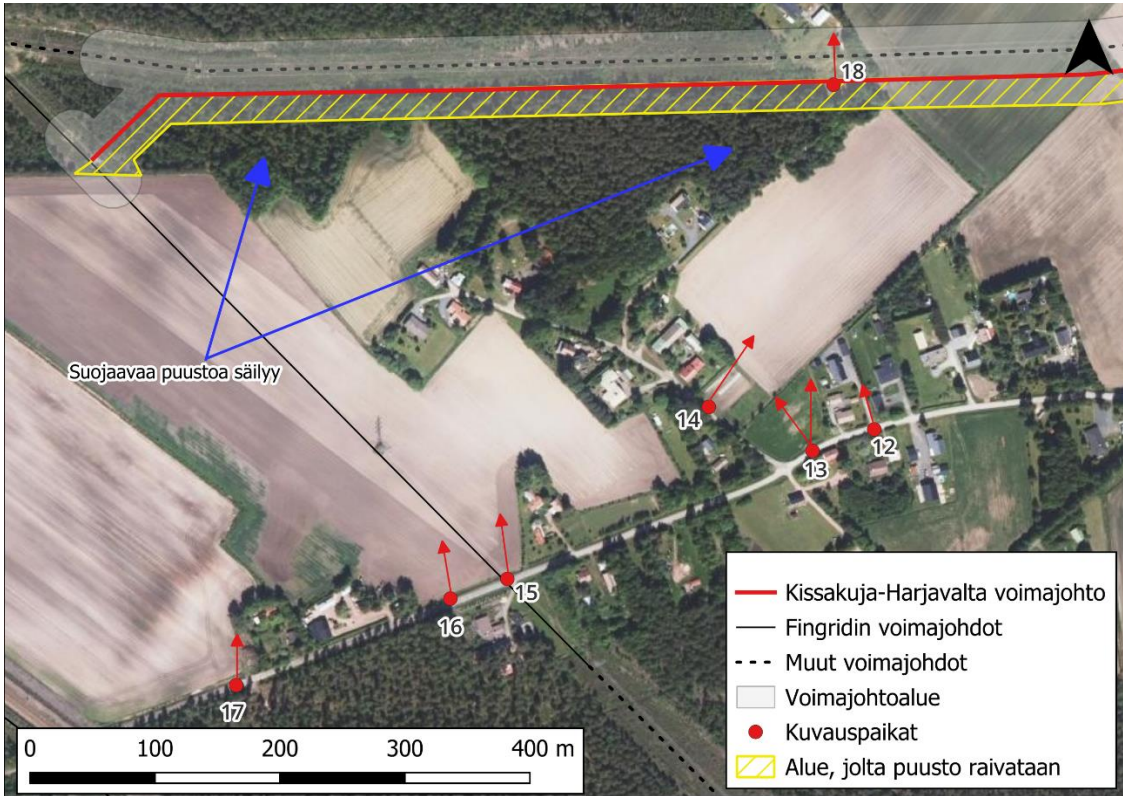 18
Suojaavaa puustoa säilyy
14
12
13
15
16
17
Kissakuja-Harjavalta voimajohto
Fingridin voimajohdot
Muut voimajohdot
Voimajohtoalue
Kuvauspaikat
Alue, jolta puusto raivataan
0 100 200 300 400 m